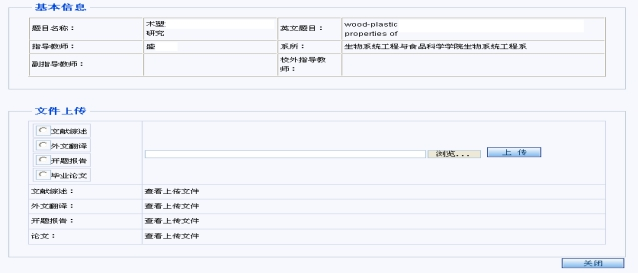 基本信息
题目名称：
木塑
研究
英文题目：
wood-plastic
properties of
指导教师：
盛
系所：
生物系统工程与食品科学学院生物系统工程系
副指导教师：
校外指导教
师：
文件上传
文献综述
外文翻译
开题报告
毕业论文
浏览...
上 传
文献综述：
查看上传文件
外文翻译：
查看上传文件
开题报告：
查看上传文件
论文：
查看上传文件
关闭